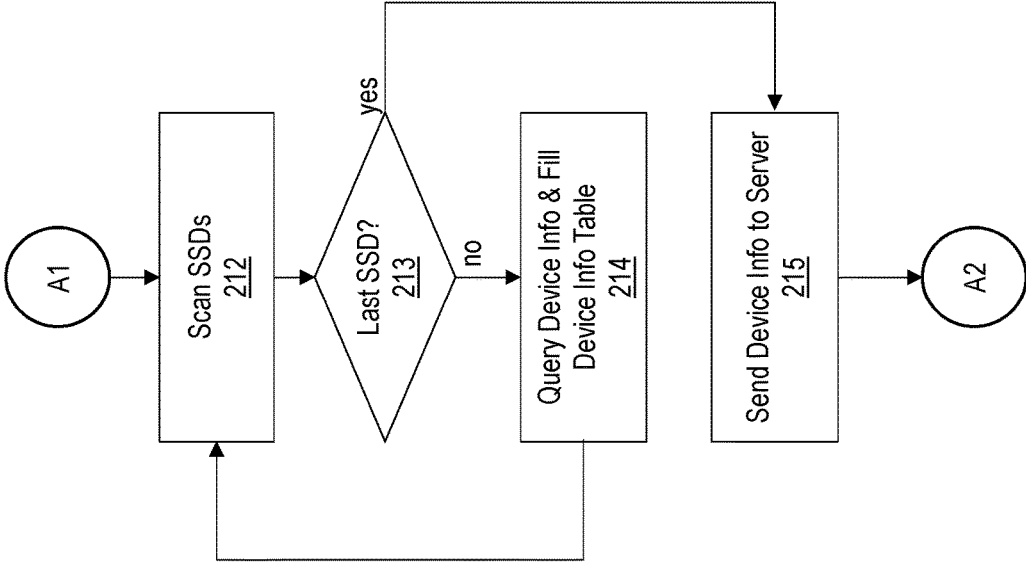 A1
Scan SSDs
212
Last SSD?
213
yes
no
Query Device Info & Fill
Device Info Table
214
Send Device Info to Server
215
A2